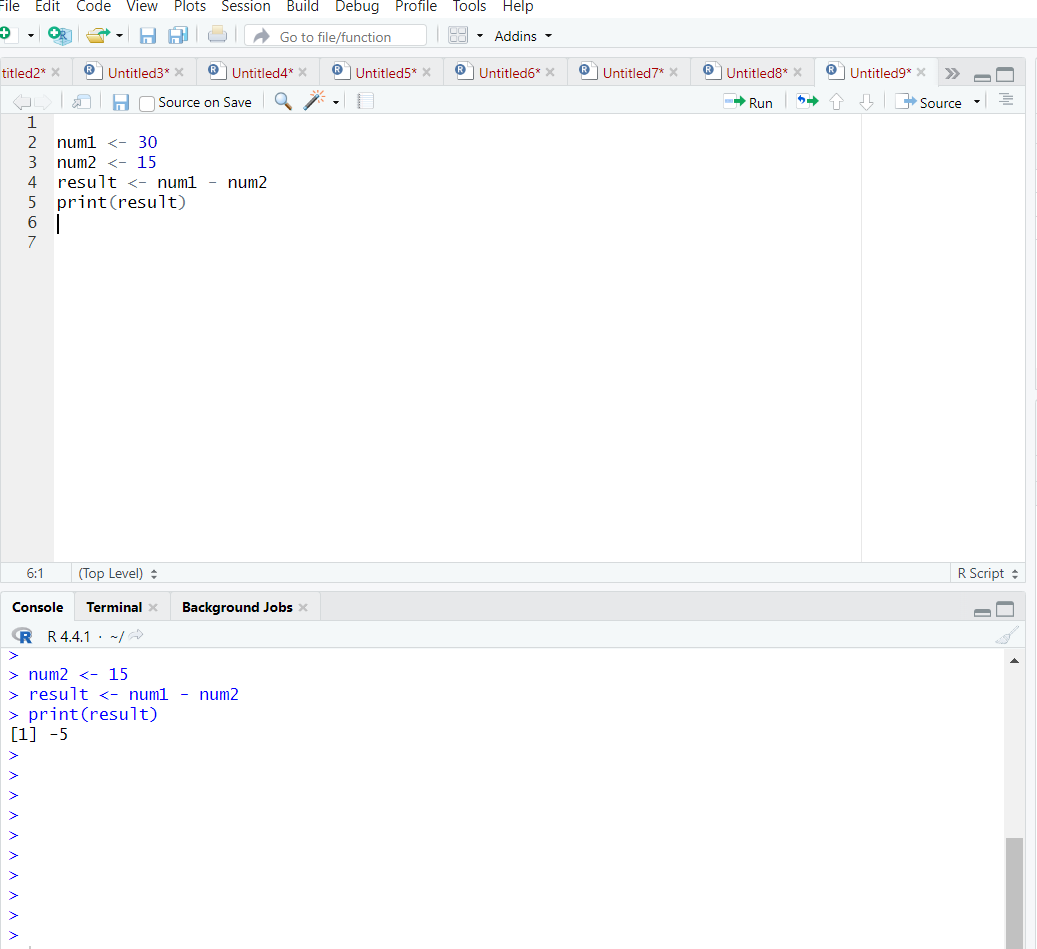 File Edit Code View Plots Session Build Debug Profile Tools Help
R Go to file/function Addins
titled2* × R Untitled3* × R Untitled4* × R Untitled5* × R Untitled6* × R Untitled7* × R Untitled8* × R Untitled9* ×
Source on Save Run Source
1
2 num1 <- 30
3 num2 <- 15
4 result <- num1 - num2
5 print(result)
6
7
6:1 (Top Level) R Script
Console Terminal × Background Jobs ×
R R 4.4.1 · ~/
>
> num2 <- 15
> result <- num1 - num2
> print(result)
[1] -5
>
>
>
>
>
>
>
>
>
>